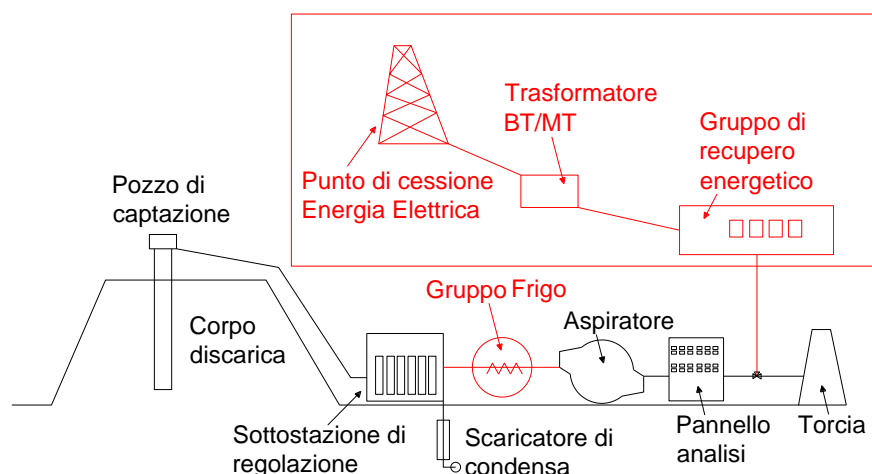 Trasformatore
BT/MT
Gruppo di
recupero
energetico
Punto di cessione
Energia Elettrica
Pozzo di
captazione
Gruppo Frigo
Aspiratore
Corpo
discarica
Sottostazione di
regolazione
Scaricatore di
condensa
Pannello
analisi
Torcia